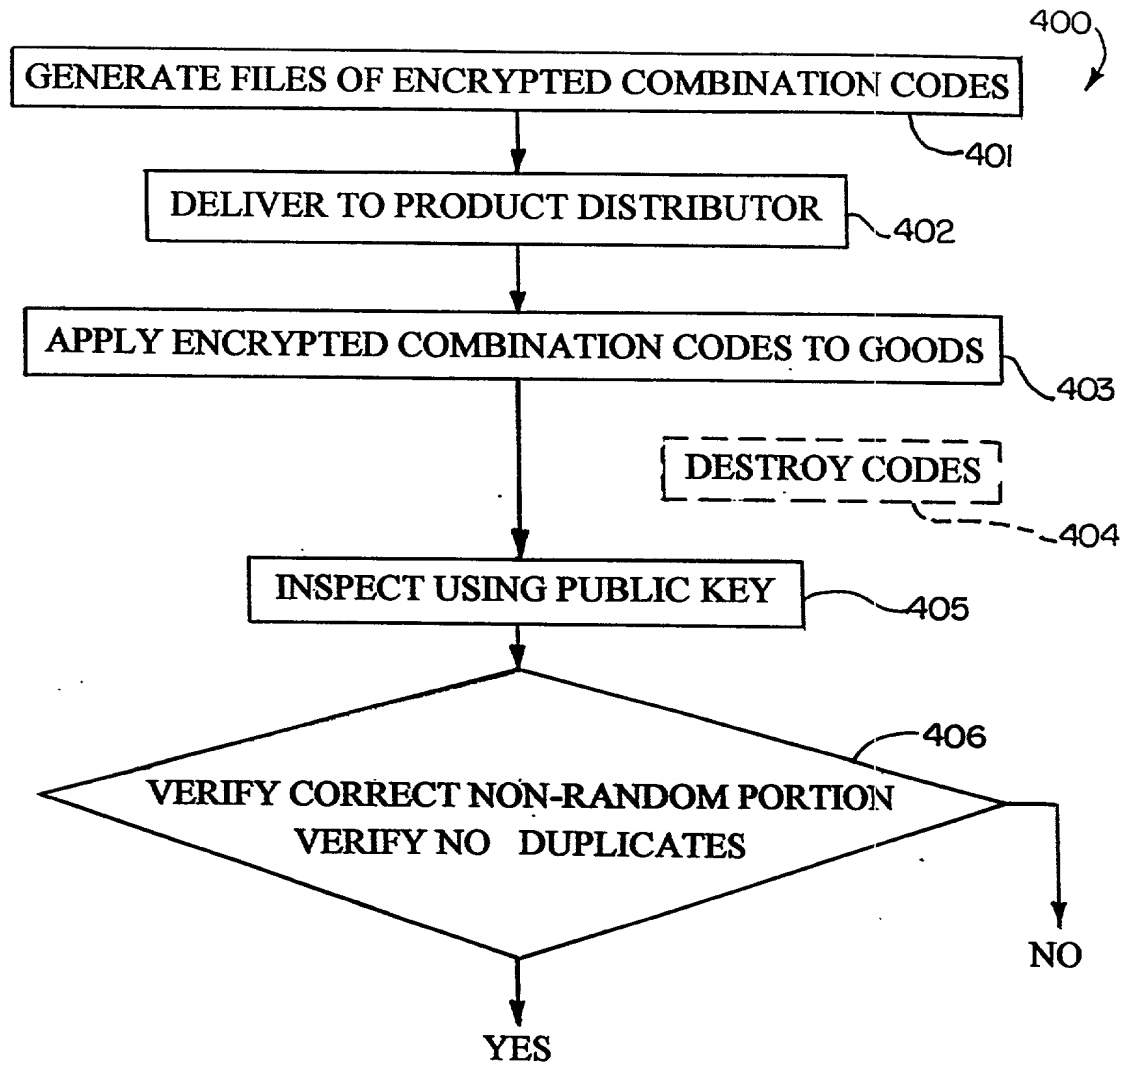 400
GENERATE FILES OF ENCRYPTED COMBINATION CODES
401
DELIVER TO PRODUCT DISTRIBUTOR
402
APPLY ENCRYPTED COMBINATION CODES TO GOODS
403
DESTROY CODES
404
INSPECT USING PUBLIC KEY
405
406
VERIFY CORRECT NON-RANDOM PORTION
VERIFY NO DUPLICATES
NO
YES